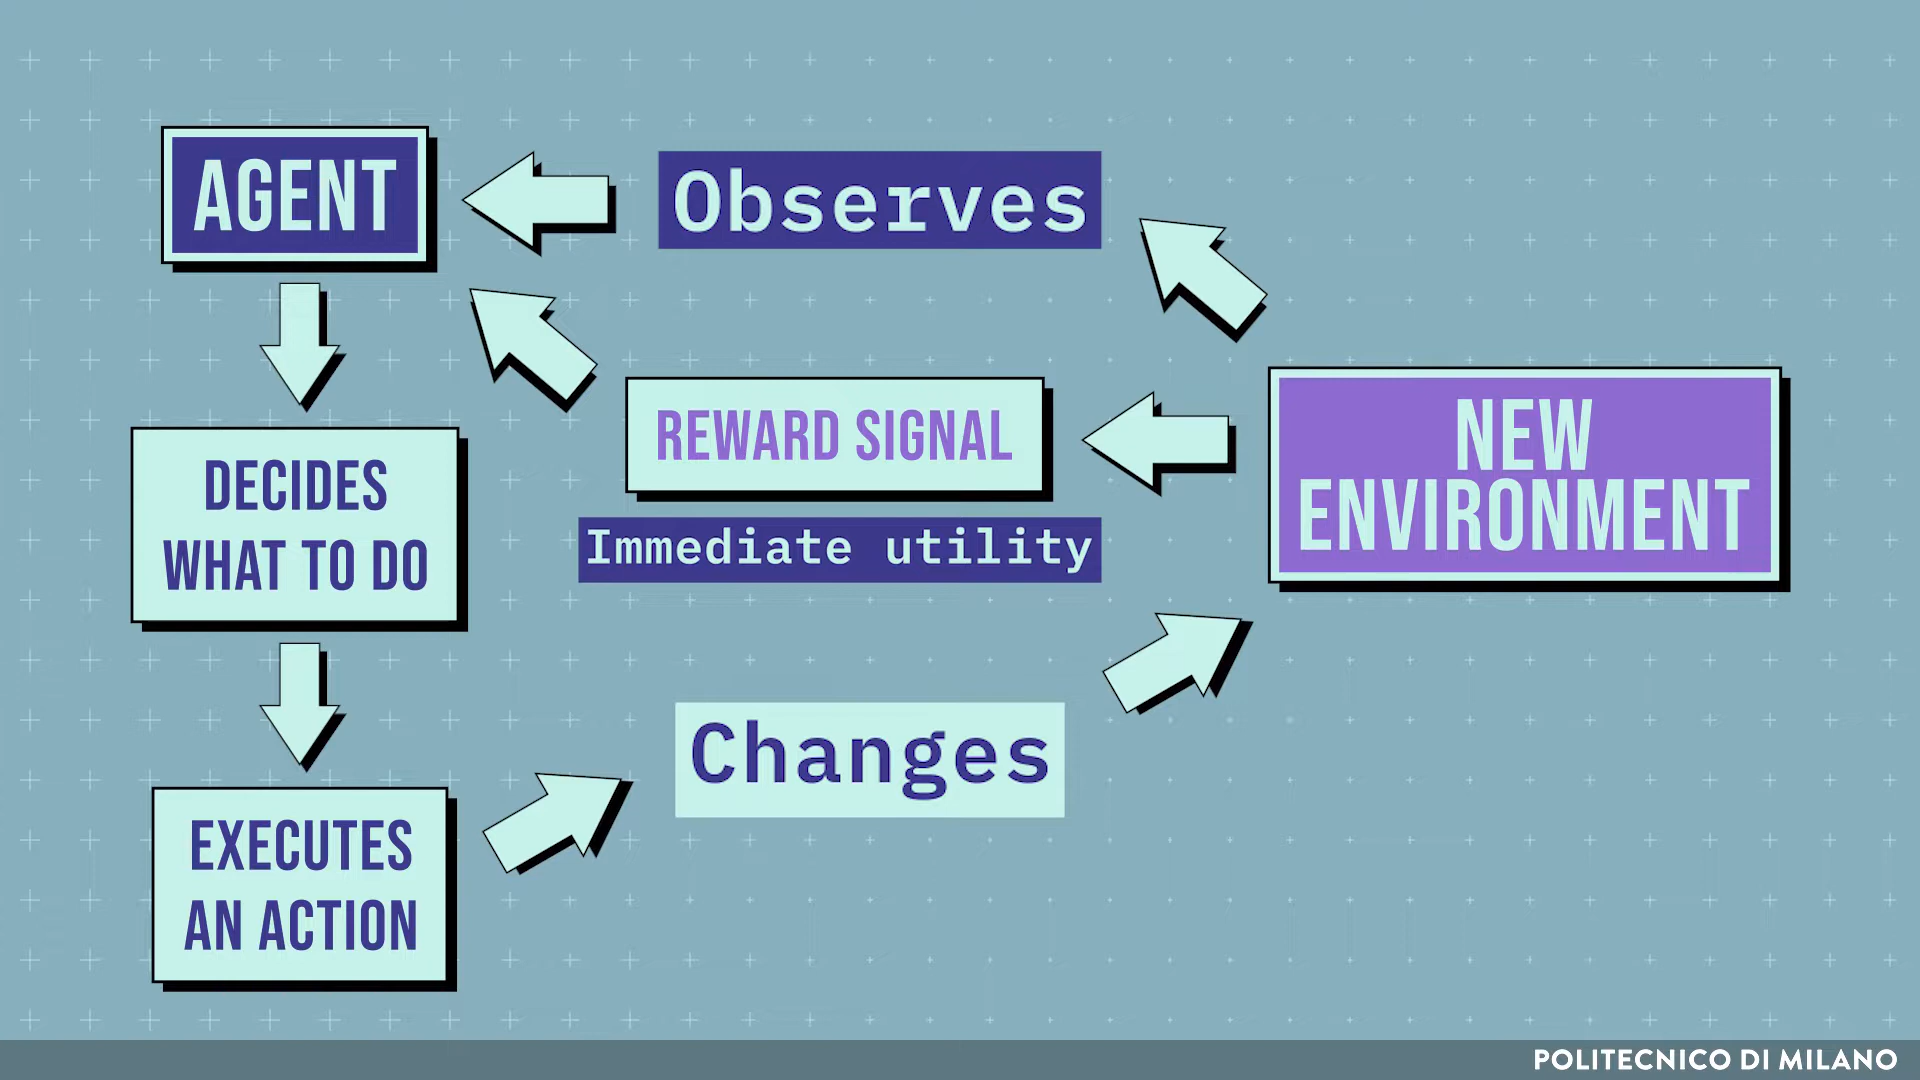 AGENT
Observes
DECIDES
WHAT TO DO
REWARD SIGNAL
Immediate utility
NEW
ENVIRONMENT
EXECUTES
AN ACTION
Changes
POLITECNICO DI MILANO